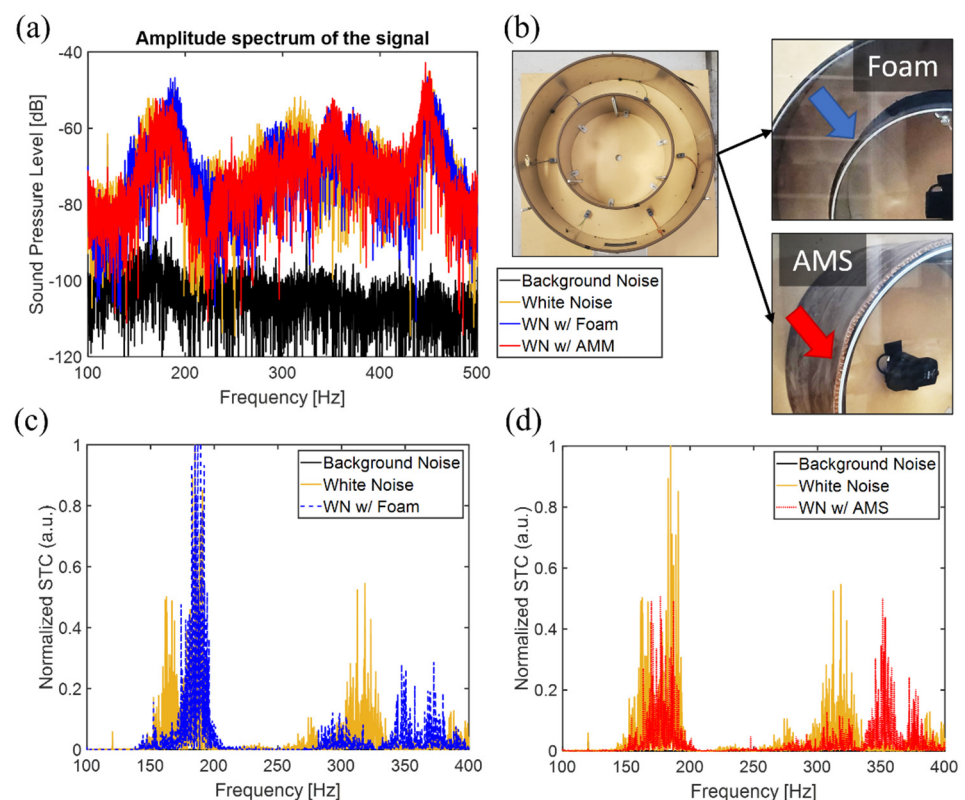 (a)
Amplitude spectrum of the signal
-40
-60
-80
-100
-120
Sound Pressure Level [dB]
100
200
300
400
500
Frequency [Hz]
(b)
Foam
AMS
Background Noise
White Noise
WN w/ Foam
WN w/ AMM
(c)
1
0.8
0.6
0.4
0.2
0
Normalized STC (a.u.)
Background Noise
White Noise
WN w/ Foam
100
150
200
250
300
350
400
Frequency [Hz]
(d)
1
0.8
0.6
0.4
0.2
0
Normalized STC (a.u.)
Background Noise
White Noise
WN w/ AMS
100
150
200
250
300
350
400
Frequency [Hz]